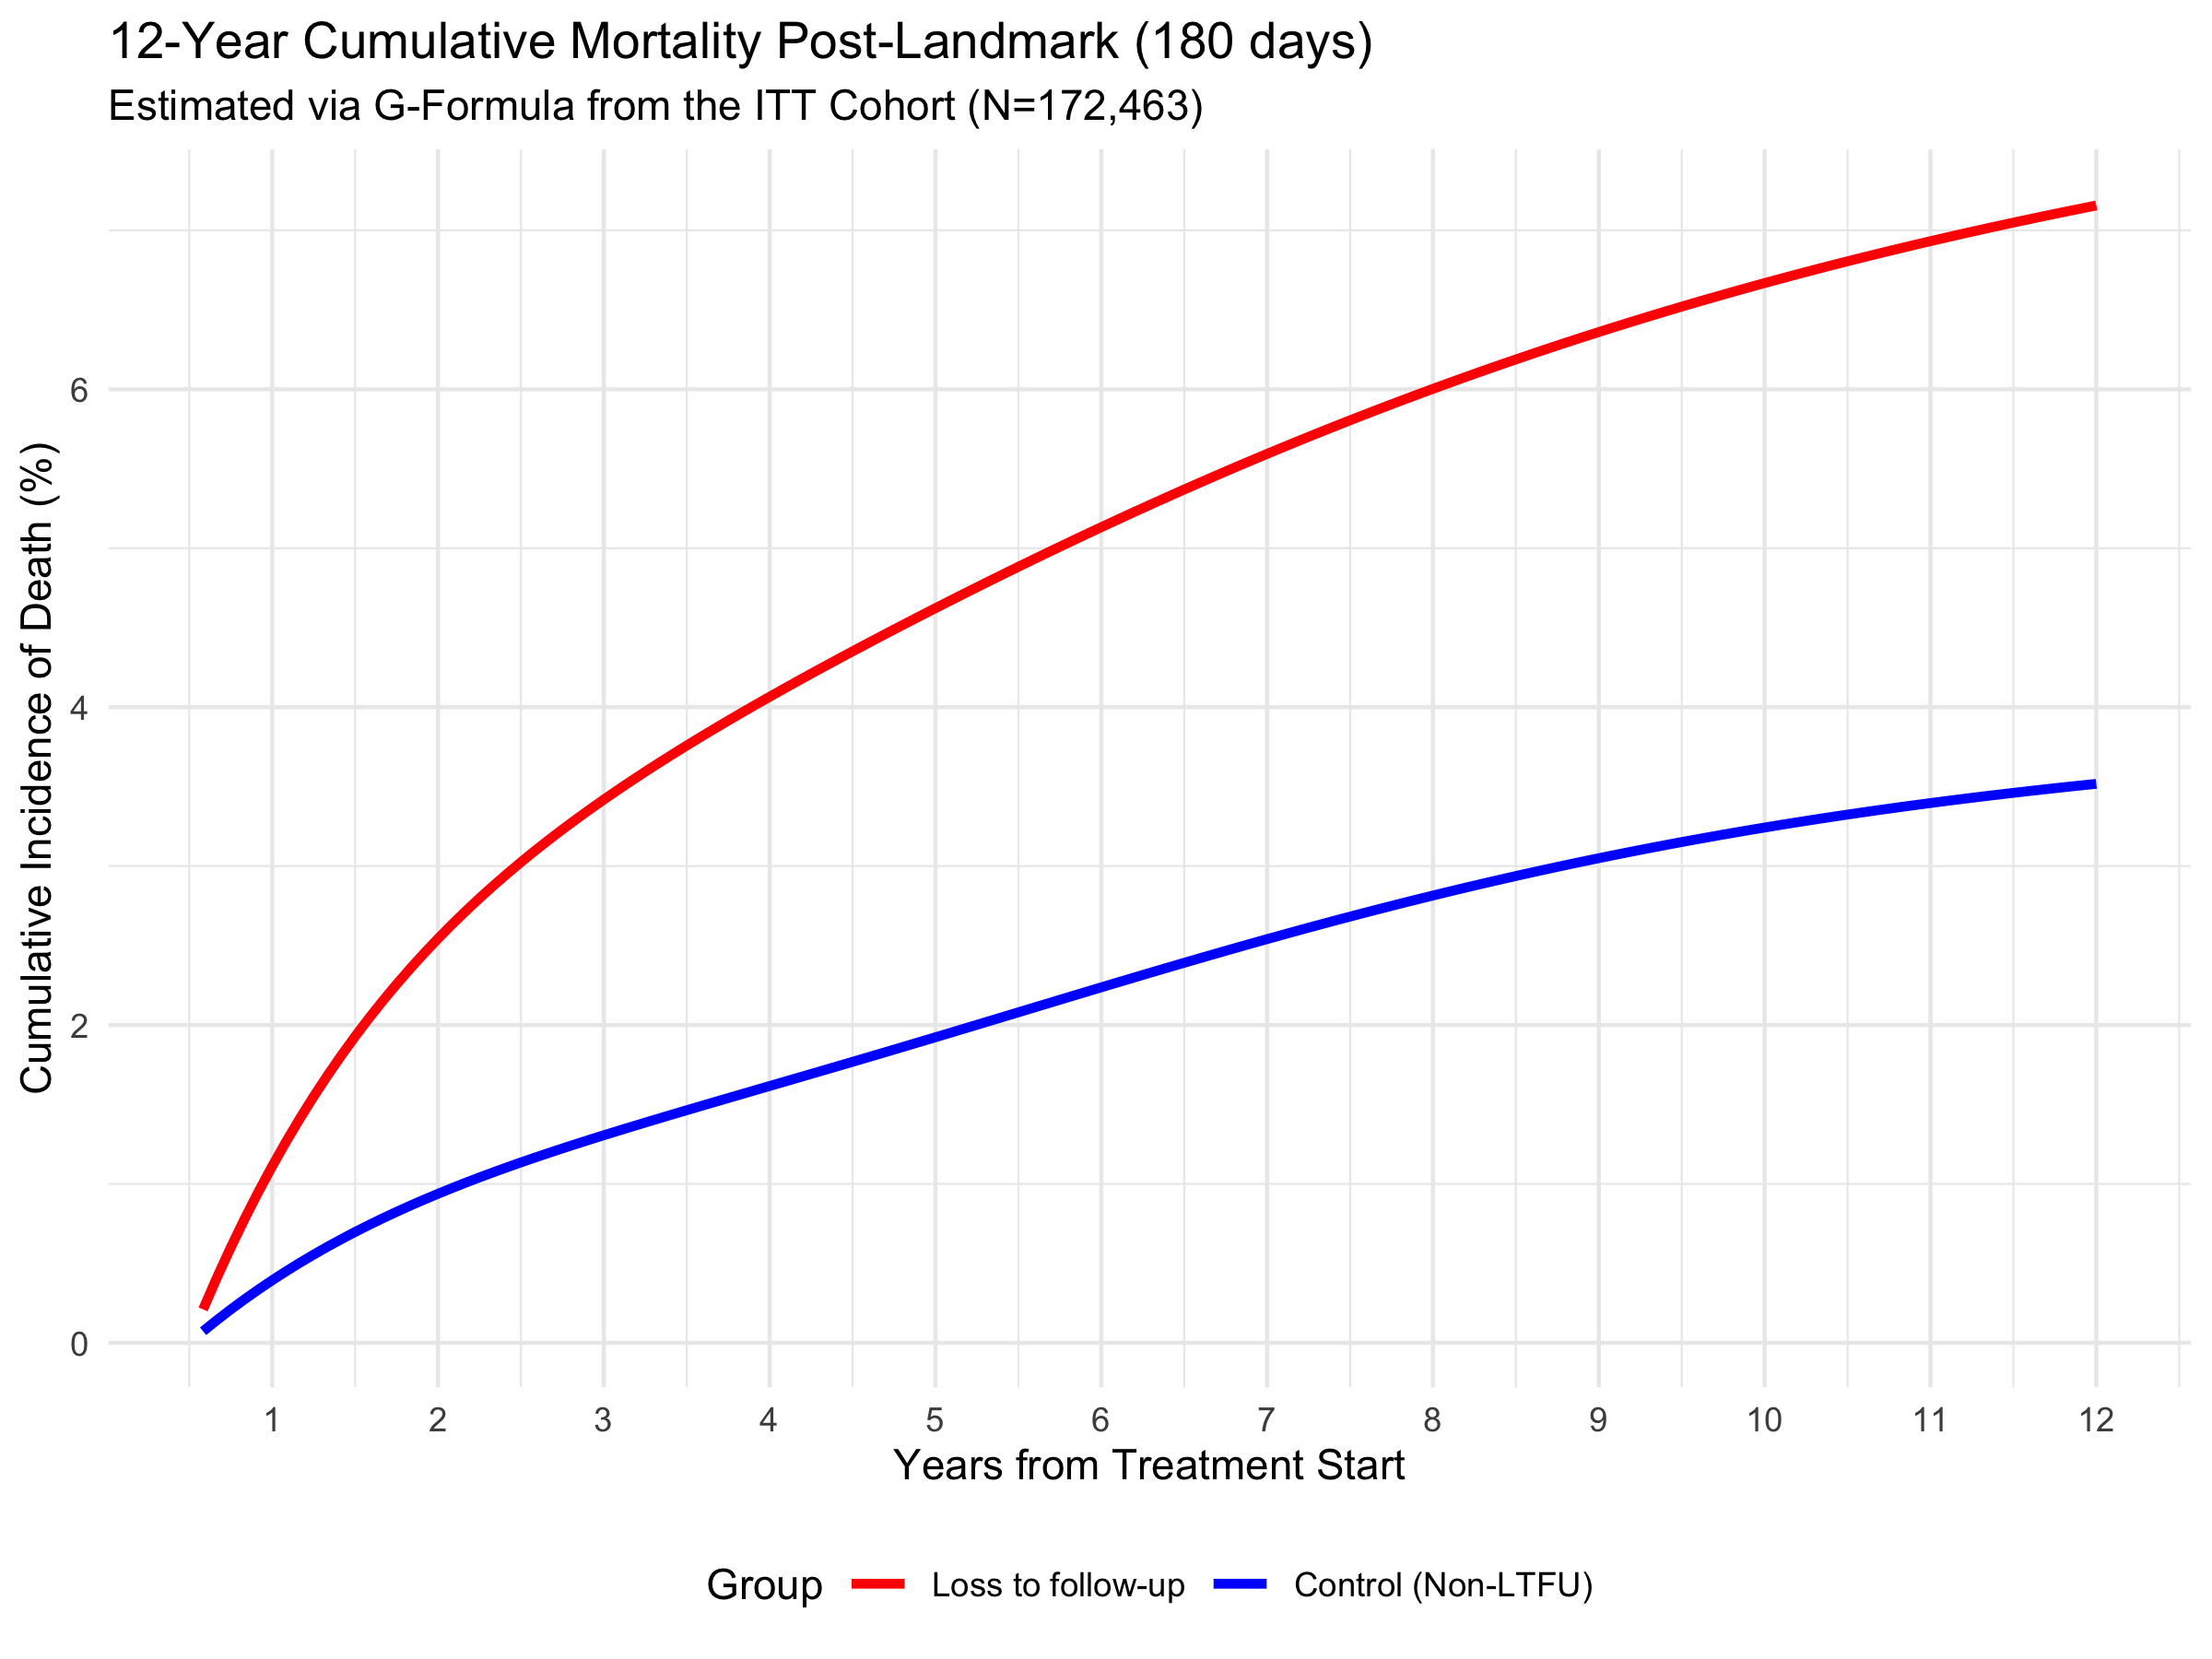 12-Year Cumulative Mortality Post-Landmark (180 days)
Estimated via G-Formula from the ITT Cohort (N=172,463)
Cumulative Incidence of Death (%)
6
4
2
0
1 2 3 4 5 6 7 8 9 10 11 12
Years from Treatment Start
Group Loss to follow-up Control (Non-LTFU)